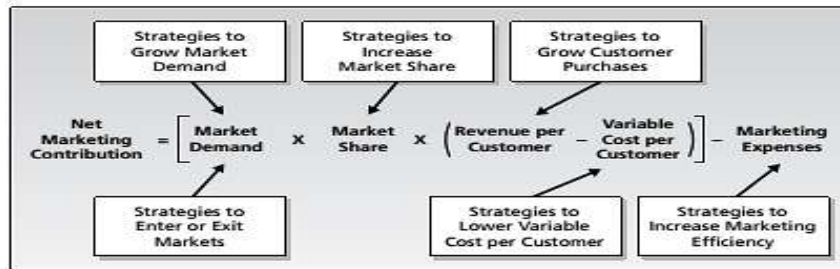 Strategies to
Grow Market
Demand
Strategies to
Increase
Market Share
Strategies to
Grow Customer
Purchases
Net
Marketing
Contribution
=
[
Market
Demand
x
Market
Share
x
(
Revenue per
Customer
–
Variable
Cost per
Customer
)
]
–
Marketing
Expenses
Strategies to
Enter or Exit
Markets
Strategies to
Lower Variable
Cost per Customer
Strategies to
Increase Marketing
Efficiency